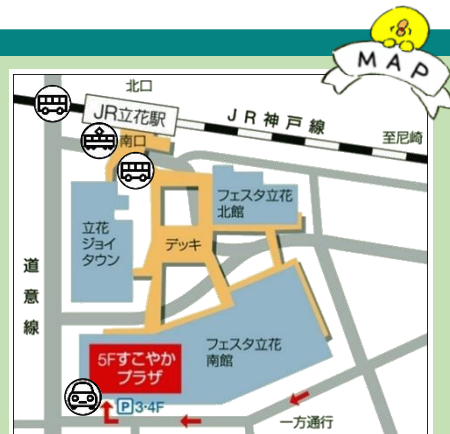 MAP
北口
JR立花駅
JR神戸線
南口
至尼崎
フェスタ立花
北館
立花
ジョイ
タウン
デッキ
道意線
フェスタ立花
南館
5Fすこやか
プラザ
P3・4F
一方通行